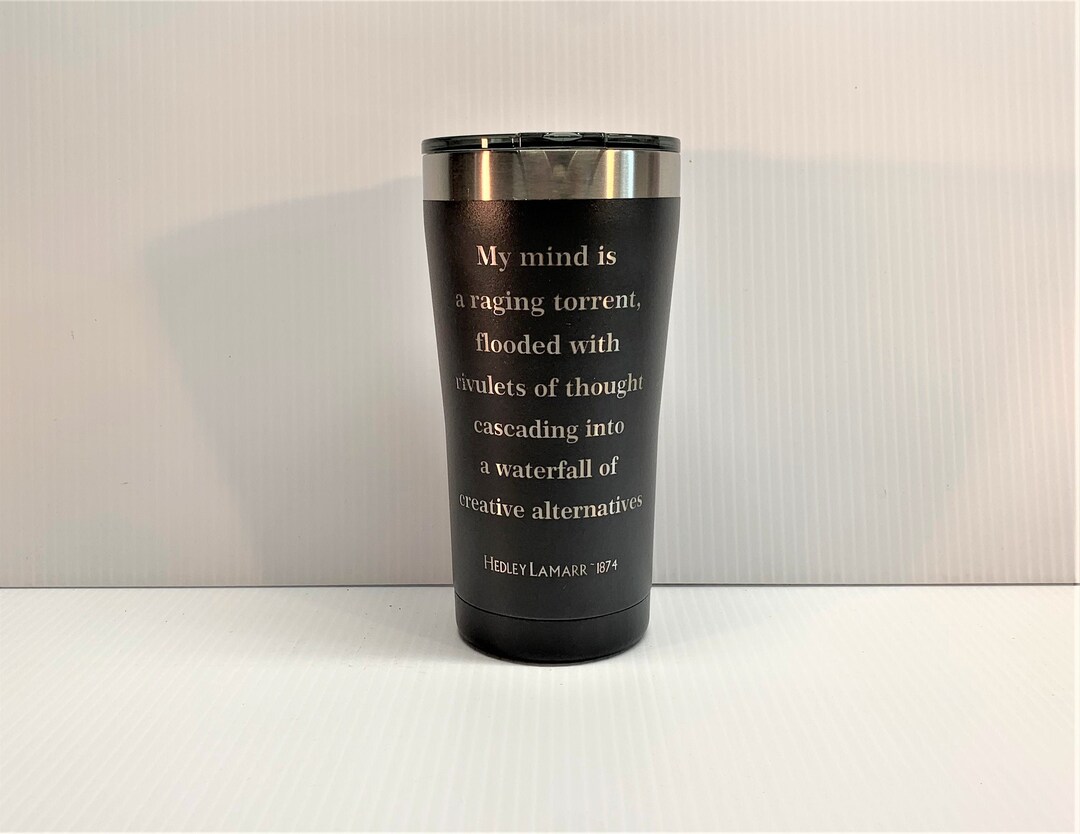 My mind is
a raging torrent,
flooded with
rivulets of thought
cascading into
a waterfall of
creative alternatives
HEDLEY LAMARR ~1874